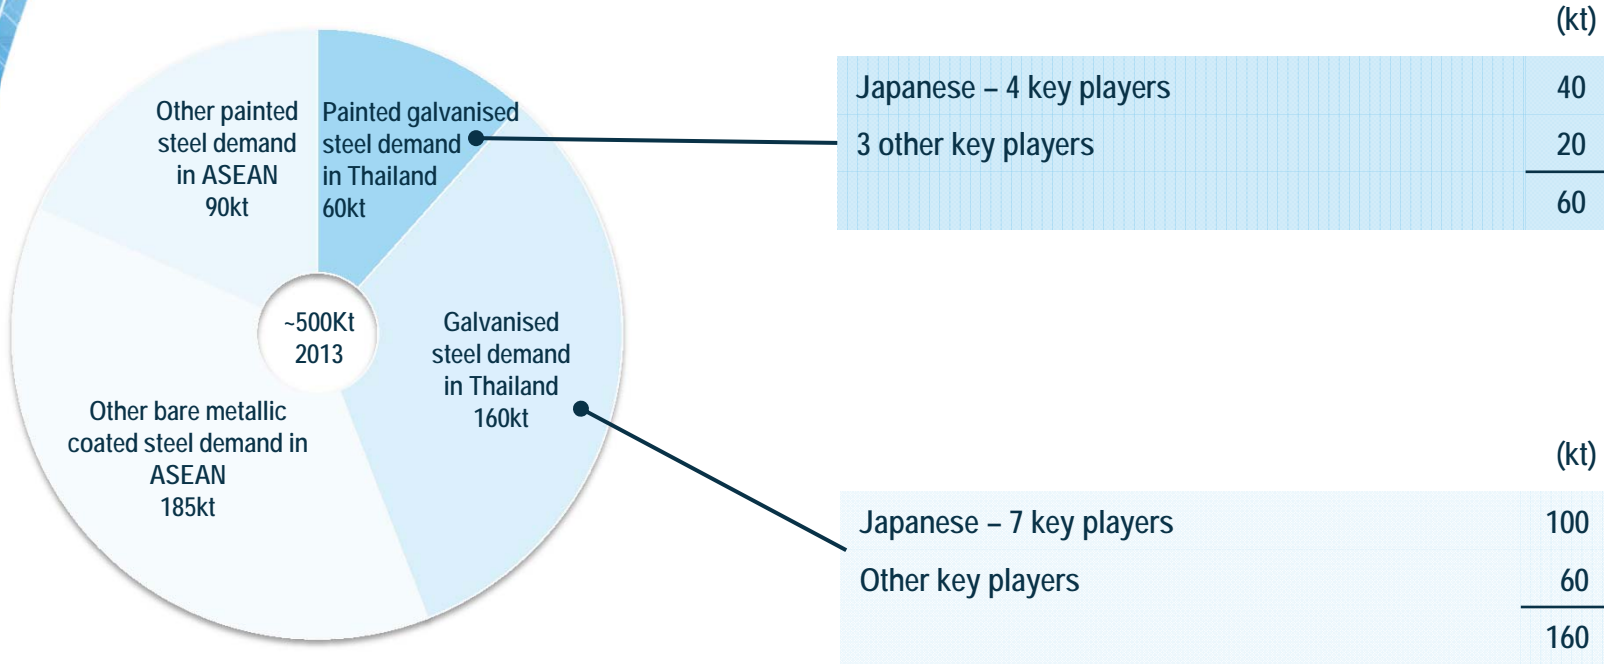 Other painted
steel demand
in ASEAN
90kt
Painted galvanised
steel demand
in Thailand
60kt
~500Kt
2013
Galvanised
steel demand
in Thailand
160kt
Other bare metallic
coated steel demand in
ASEAN
185kt
(kt)
Japanese – 4 key players 40
3 other key players 20
60
(kt)
Japanese – 7 key players 100
Other key players 60
160